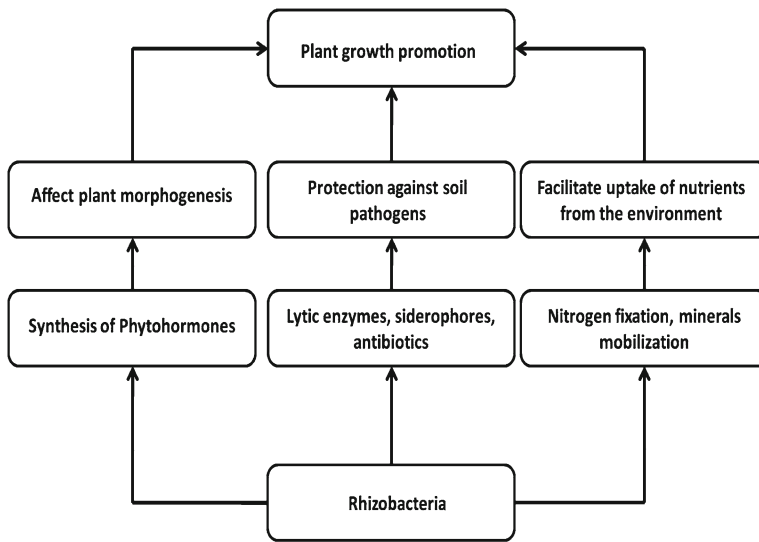 Plant growth promotion
Affect plant morphogenesis
Protection against soil
pathogens
Facilitate uptake of nutrients
from the environment
Synthesis of Phytohormones
Lytic enzymes, siderophores,
antibiotics
Nitrogen fixation, minerals
mobilization
Rhizobacteria